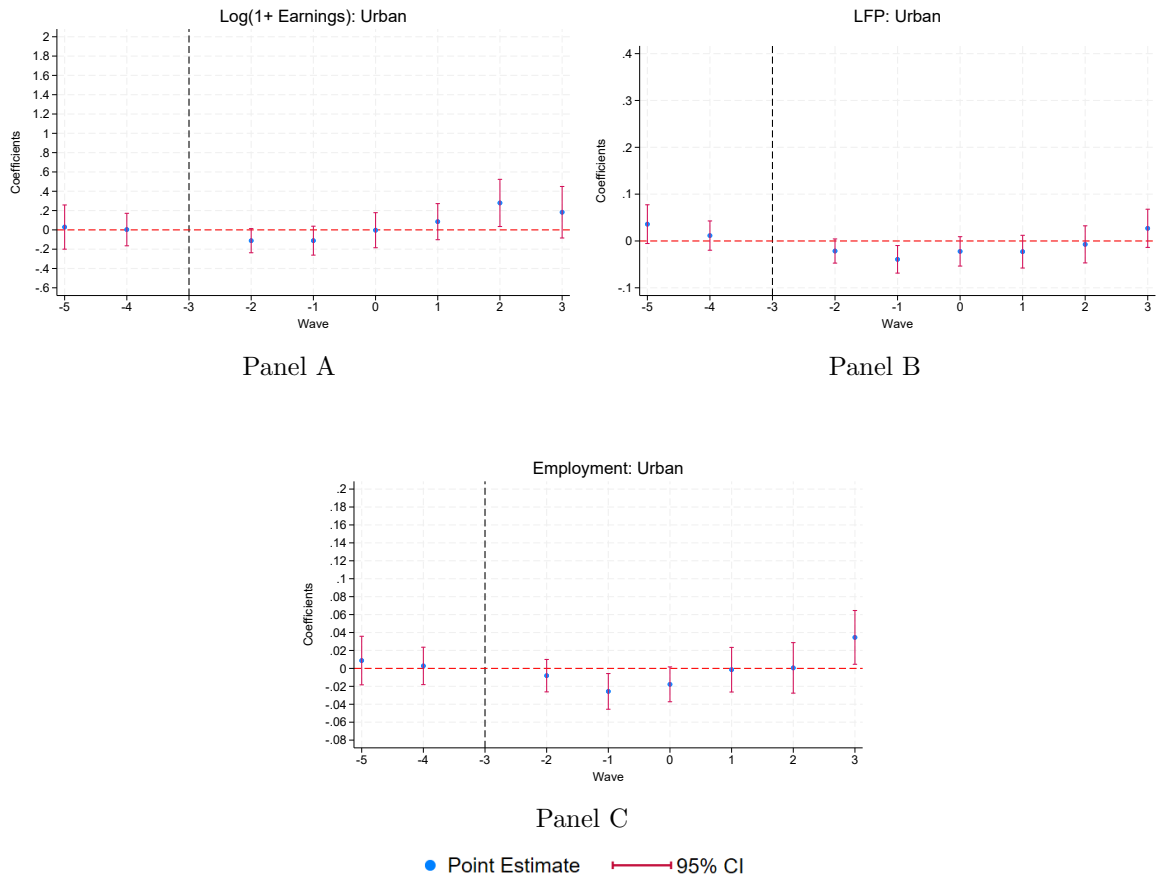 Log(1+ Earnings): Urban
Coefficients
2
1.8
1.6
1.4
1.2
1
.8
.6
.4
.2
0
-.2
-.4
-.6
-5 -4 -3 -2 -1 0 1 2 3
Wave
Panel A
LFP: Urban
Coefficients
.4
.3
.2
.1
0
-.1
-5 -4 -3 -2 -1 0 1 2 3
Wave
Panel B
Employment: Urban
Coefficients
.2
.18
.16
.14
.12
.1
.08
.06
.04
.02
0
-.02
-.04
-.06
-.08
-5 -4 -3 -2 -1 0 1 2 3
Wave
Panel C
Point Estimate 95% CI